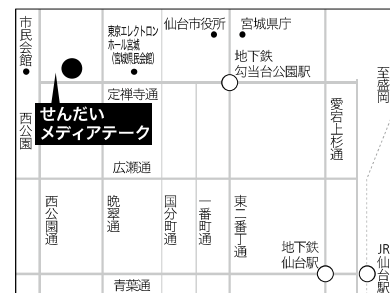 市民会館
東京エレクトロン
ホール宮城
(宮城県民会館)
仙台市役所
宮城県庁
地下鉄
勾当台公園駅
至盛岡
定禅寺通
せんだい
メディアテーク
西公園
愛宕上杉通
広瀬通
西公園通
晩翠通
国分町通
一番町通
東二番丁通
地下鉄
仙台駅
JR仙台駅
青葉通